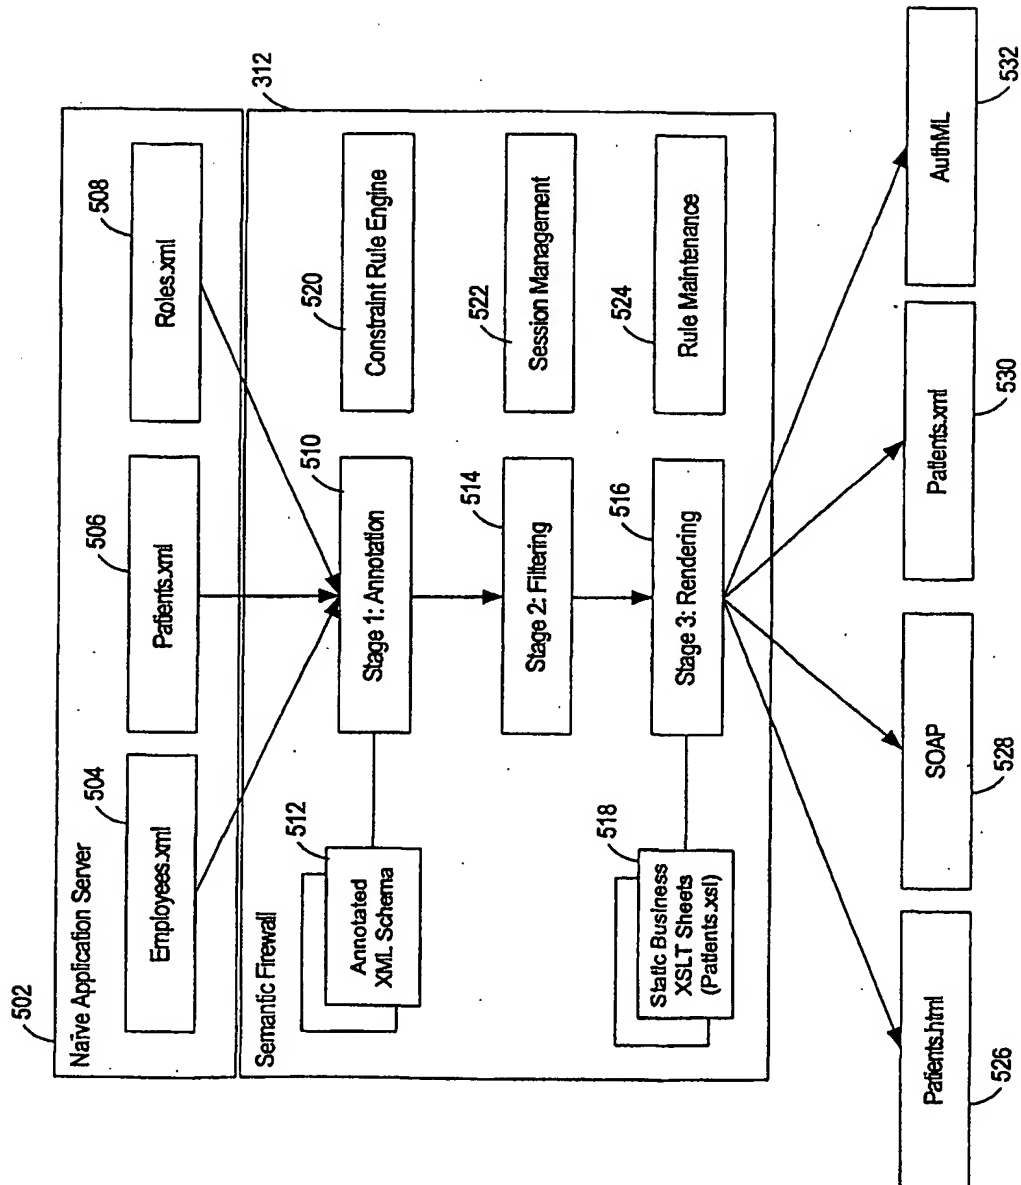 502
Naïve Application Server
504
Employees.xml
506
Patients.xml
508
Roles.xml
312
Semantic Firewall
512
Annotated
XML Schema
510
Stage 1: Annotation
520
Constraint Rule Engine
514
Stage 2: Filtering
522
Session Management
518
Static Business
XSLT Sheets
(Patients.xsl)
516
Stage 3: Rendering
524
Rule Maintenance
Patients.html
526
SOAP
528
Patients.xml
530
AuthML
532